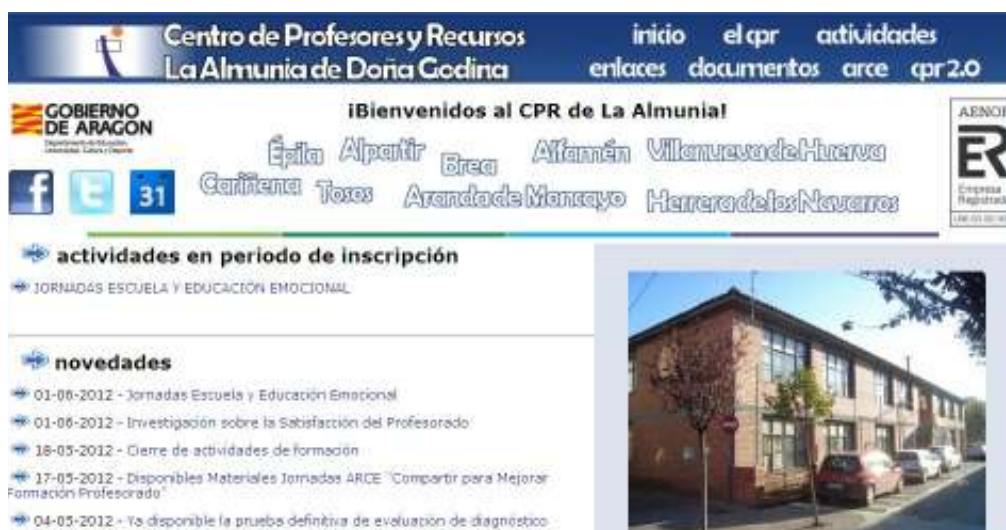 Centro de Profesores y Recursos
La Almunia de Doña Godina
inicio el cpr actividades
enlaces documentos arce cpr 2.0
GOBIERNO
DE ARAGON
¡Bienvenidos al CPR de La Almunia!
Épila Alpartir Brea Alfamén Villanueva de Huerva
Cariñena Tosos Aranda de Moncayo Herrera de los Navarros
f t 31
AENOR
ER
Empresa
Registrada
actividades en periodo de inscripción
JORNADAS ESCUELA Y EDUCACIÓN EMOCIONAL
novedades
01-06-2012 - Jornadas Escuela y Educación Emocional
01-06-2012 - Investigación sobre la Satisfacción del Profesorado
18-05-2012 - Cierre de actividades de formación
17-05-2012 - Disponibles Materiales Jornadas ARCE "Compartir para Mejorar
Formación Profesorado"
04-05-2012 - Ya disponible la prueba definitiva de evaluación de diagnóstico